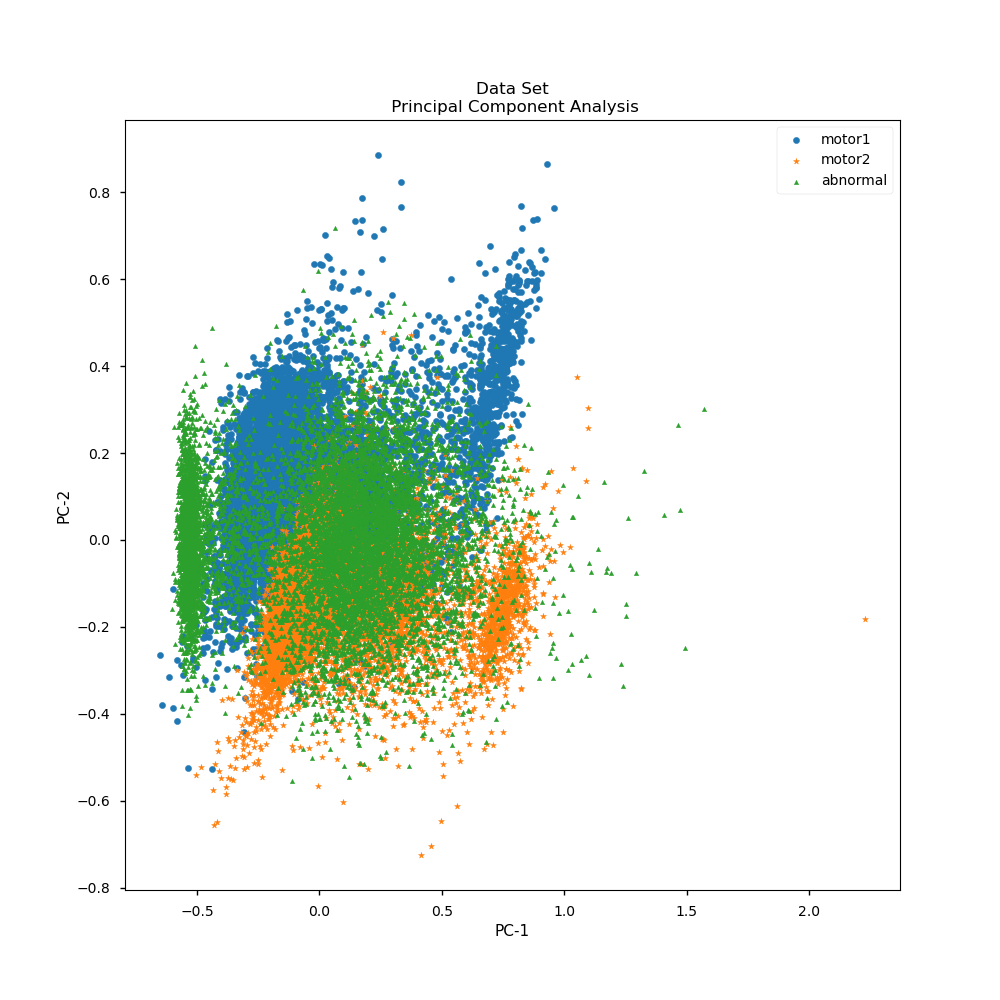 Data Set
Principal Component Analysis
motor1
motor2
abnormal
0.8
0.6
0.4
0.2
0.0
−0.2
−0.4
−0.6
−0.8
PC-2
−0.5
0.0
0.5
1.0
1.5
2.0
PC-1